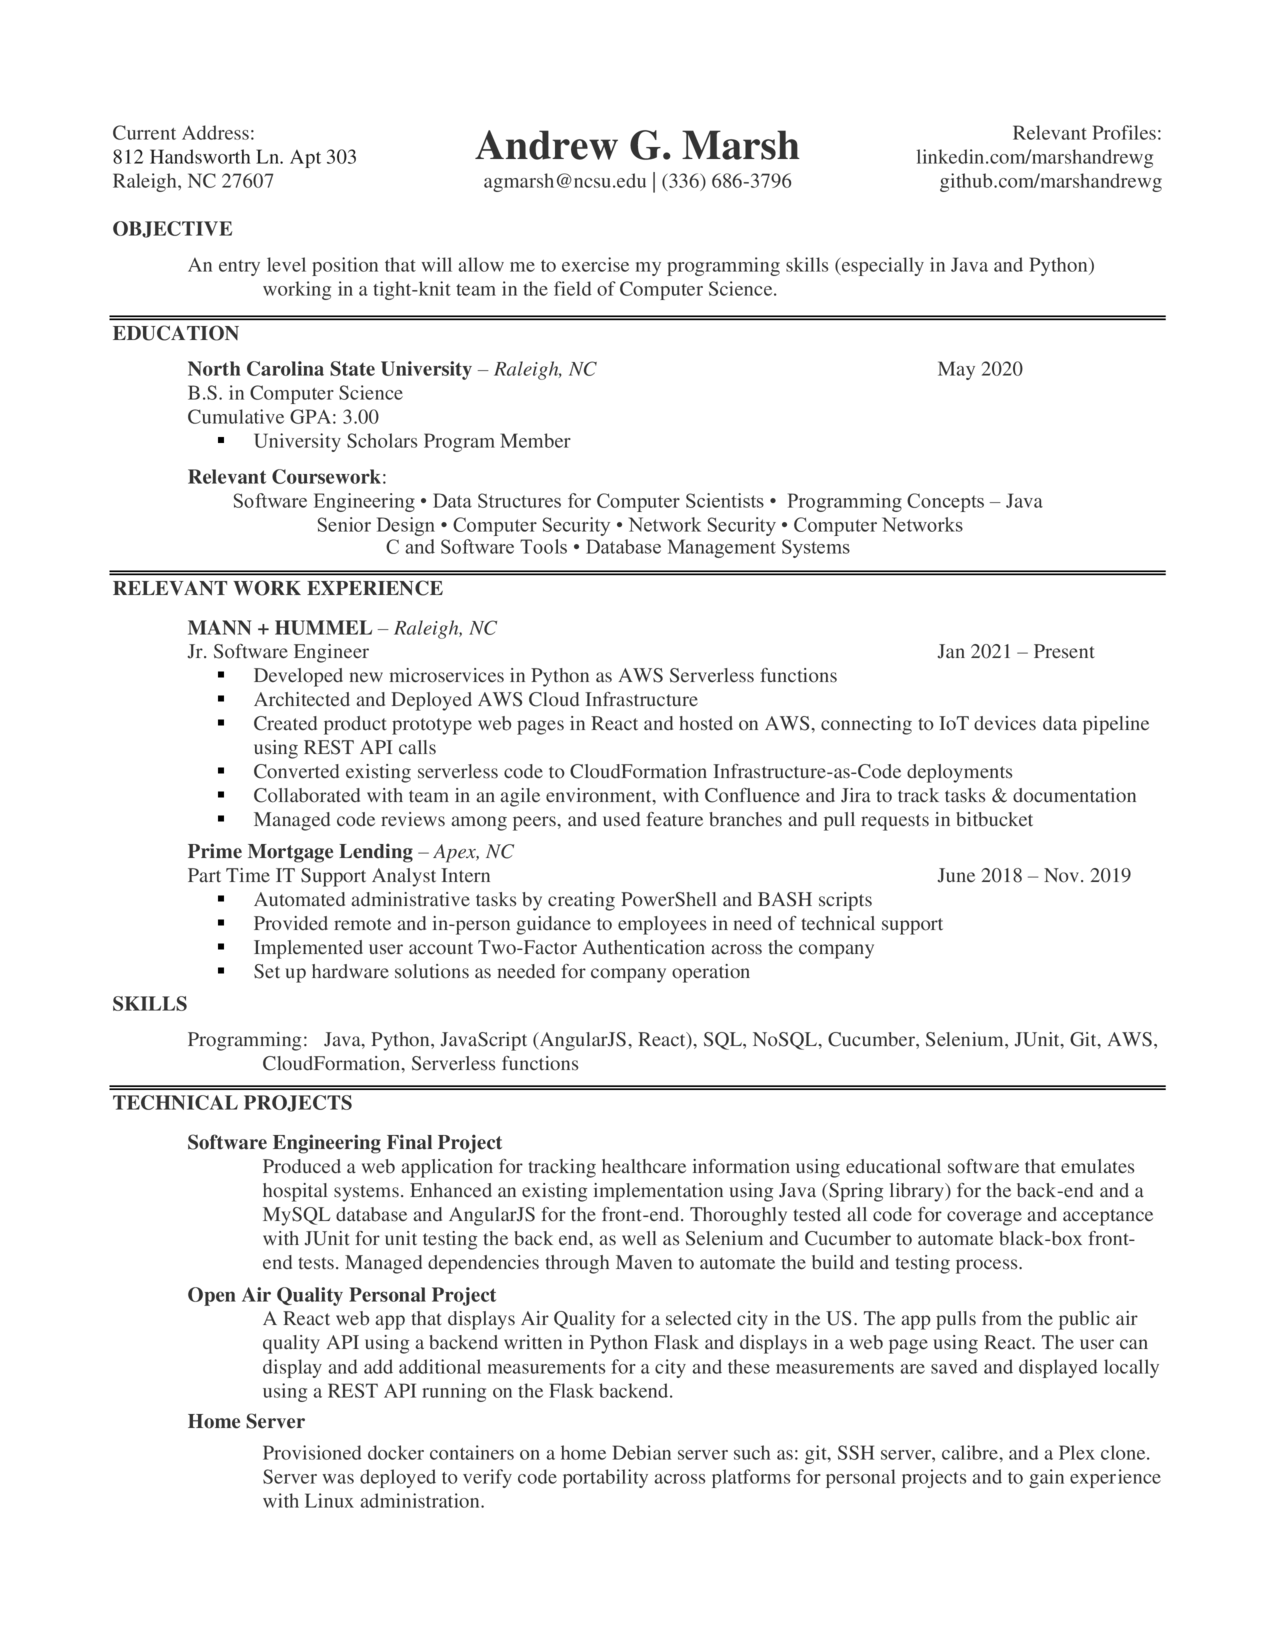 Current Address:
812 Handsworth Ln. Apt 303
Raleigh, NC 27607
Andrew G. Marsh
agmarsh@ncsu.edu | (336) 686-3796
Relevant Profiles:
linkedin.com/marshandrewg
github.com/marshandrewg
OBJECTIVE
An entry level position that will allow me to exercise my programming skills (especially in Java and Python)
working in a tight-knit team in the field of Computer Science.
EDUCATION
North Carolina State University – Raleigh, NC May 2020
B.S. in Computer Science
Cumulative GPA: 3.00
▪ University Scholars Program Member
Relevant Coursework:
Software Engineering • Data Structures for Computer Scientists • Programming Concepts – Java
Senior Design • Computer Security • Network Security • Computer Networks
C and Software Tools • Database Management Systems
RELEVANT WORK EXPERIENCE
MANN + HUMMEL – Raleigh, NC
Jr. Software Engineer Jan 2021 – Present
▪ Developed new microservices in Python as AWS Serverless functions
▪ Architected and Deployed AWS Cloud Infrastructure
▪ Created product prototype web pages in React and hosted on AWS, connecting to IoT devices data pipeline
using REST API calls
▪ Converted existing serverless code to CloudFormation Infrastructure-as-Code deployments
▪ Collaborated with team in an agile environment, with Confluence and Jira to track tasks & documentation
▪ Managed code reviews among peers, and used feature branches and pull requests in bitbucket
Prime Mortgage Lending – Apex, NC
Part Time IT Support Analyst Intern June 2018 – Nov. 2019
▪ Automated administrative tasks by creating PowerShell and BASH scripts
▪ Provided remote and in-person guidance to employees in need of technical support
▪ Implemented user account Two-Factor Authentication across the company
▪ Set up hardware solutions as needed for company operation
SKILLS
Programming: Java, Python, JavaScript (AngularJS, React), SQL, NoSQL, Cucumber, Selenium, JUnit, Git, AWS,
CloudFormation, Serverless functions
TECHNICAL PROJECTS
Software Engineering Final Project
Produced a web application for tracking healthcare information using educational software that emulates
hospital systems. Enhanced an existing implementation using Java (Spring library) for the back-end and a
MySQL database and AngularJS for the front-end. Thoroughly tested all code for coverage and acceptance
with JUnit for unit testing the back end, as well as Selenium and Cucumber to automate black-box front-
end tests. Managed dependencies through Maven to automate the build and testing process.
Open Air Quality Personal Project
A React web app that displays Air Quality for a selected city in the US. The app pulls from the public air
quality API using a backend written in Python Flask and displays in a web page using React. The user can
display and add additional measurements for a city and these measurements are saved and displayed locally
using a REST API running on the Flask backend.
Home Server
Provisioned docker containers on a home Debian server such as: git, SSH server, calibre, and a Plex clone.
Server was deployed to verify code portability across platforms for personal projects and to gain experience
with Linux administration.